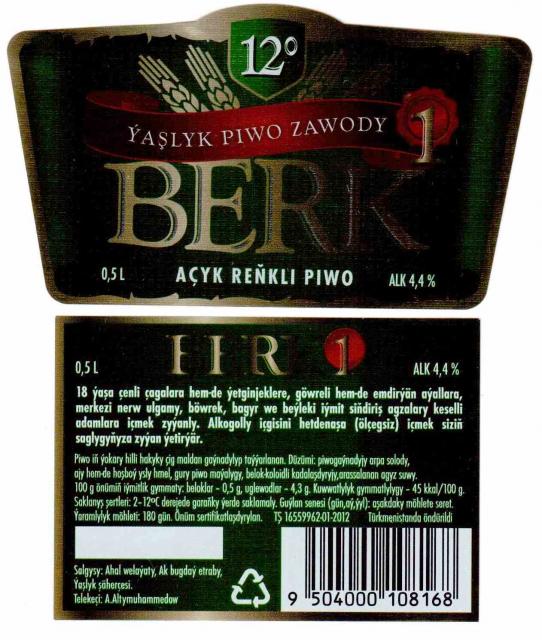 12°
ÝAŞLYK PIWO ZAWODY
1
BERK
0,5 L AÇYK REŇKLI PIWO ALK 4,4 %
0,5 L 1 ALK 4,4 %
18 ýaşa çenli çagalara hem-de ýetginjeklere, göwreli hem-de emdirýän aýallara,
merkezi nerw ulgamy, böwrek, bagyr we beýleki iýmit siňdiriş agzalary keselli
adamlara içmek zyýanly. Alkogolly içgisini hetdenaşa (ölçegsiz) içmek siziň
saglygyňyza zyýan ýetirýär.
Piwo iň ýokary hilli hakyky çig maldan gaýnadylyp taýýarlanan. Düzümi: piwogaýnadyjy arpa solody,
ajy hem-de hoşboý ysly hmel, gury piwo maýalygy, belok-koloidli kadalaşdyryjy, arassalanan agyz suwy.
100 g önümiň iýmitlik gymmaty: beloklar – 0,5 g, uglewodlar – 4,3 g. Kuwwatlylyk gymmatlylygy – 45 kkal/100 g.
Saklanyş şertleri: 2–12°C derejede garaňky ýerde saklamaly. Guýlan senesi (gün,aý,ýyl): aşakdaky möhlete seret.
Ýaramlylyk möhleti: 180 gün. Önüm sertifikatlaşdyrylan. TŞ 16559962-01-2012 Türkmenistanda öndürildi
Salgysy: Ahal welaýaty, Ak bugdaý etraby,
Ýaşlyk şäherçesi.
Telekeçi: A.Altymuhammedow
9 504000 108168